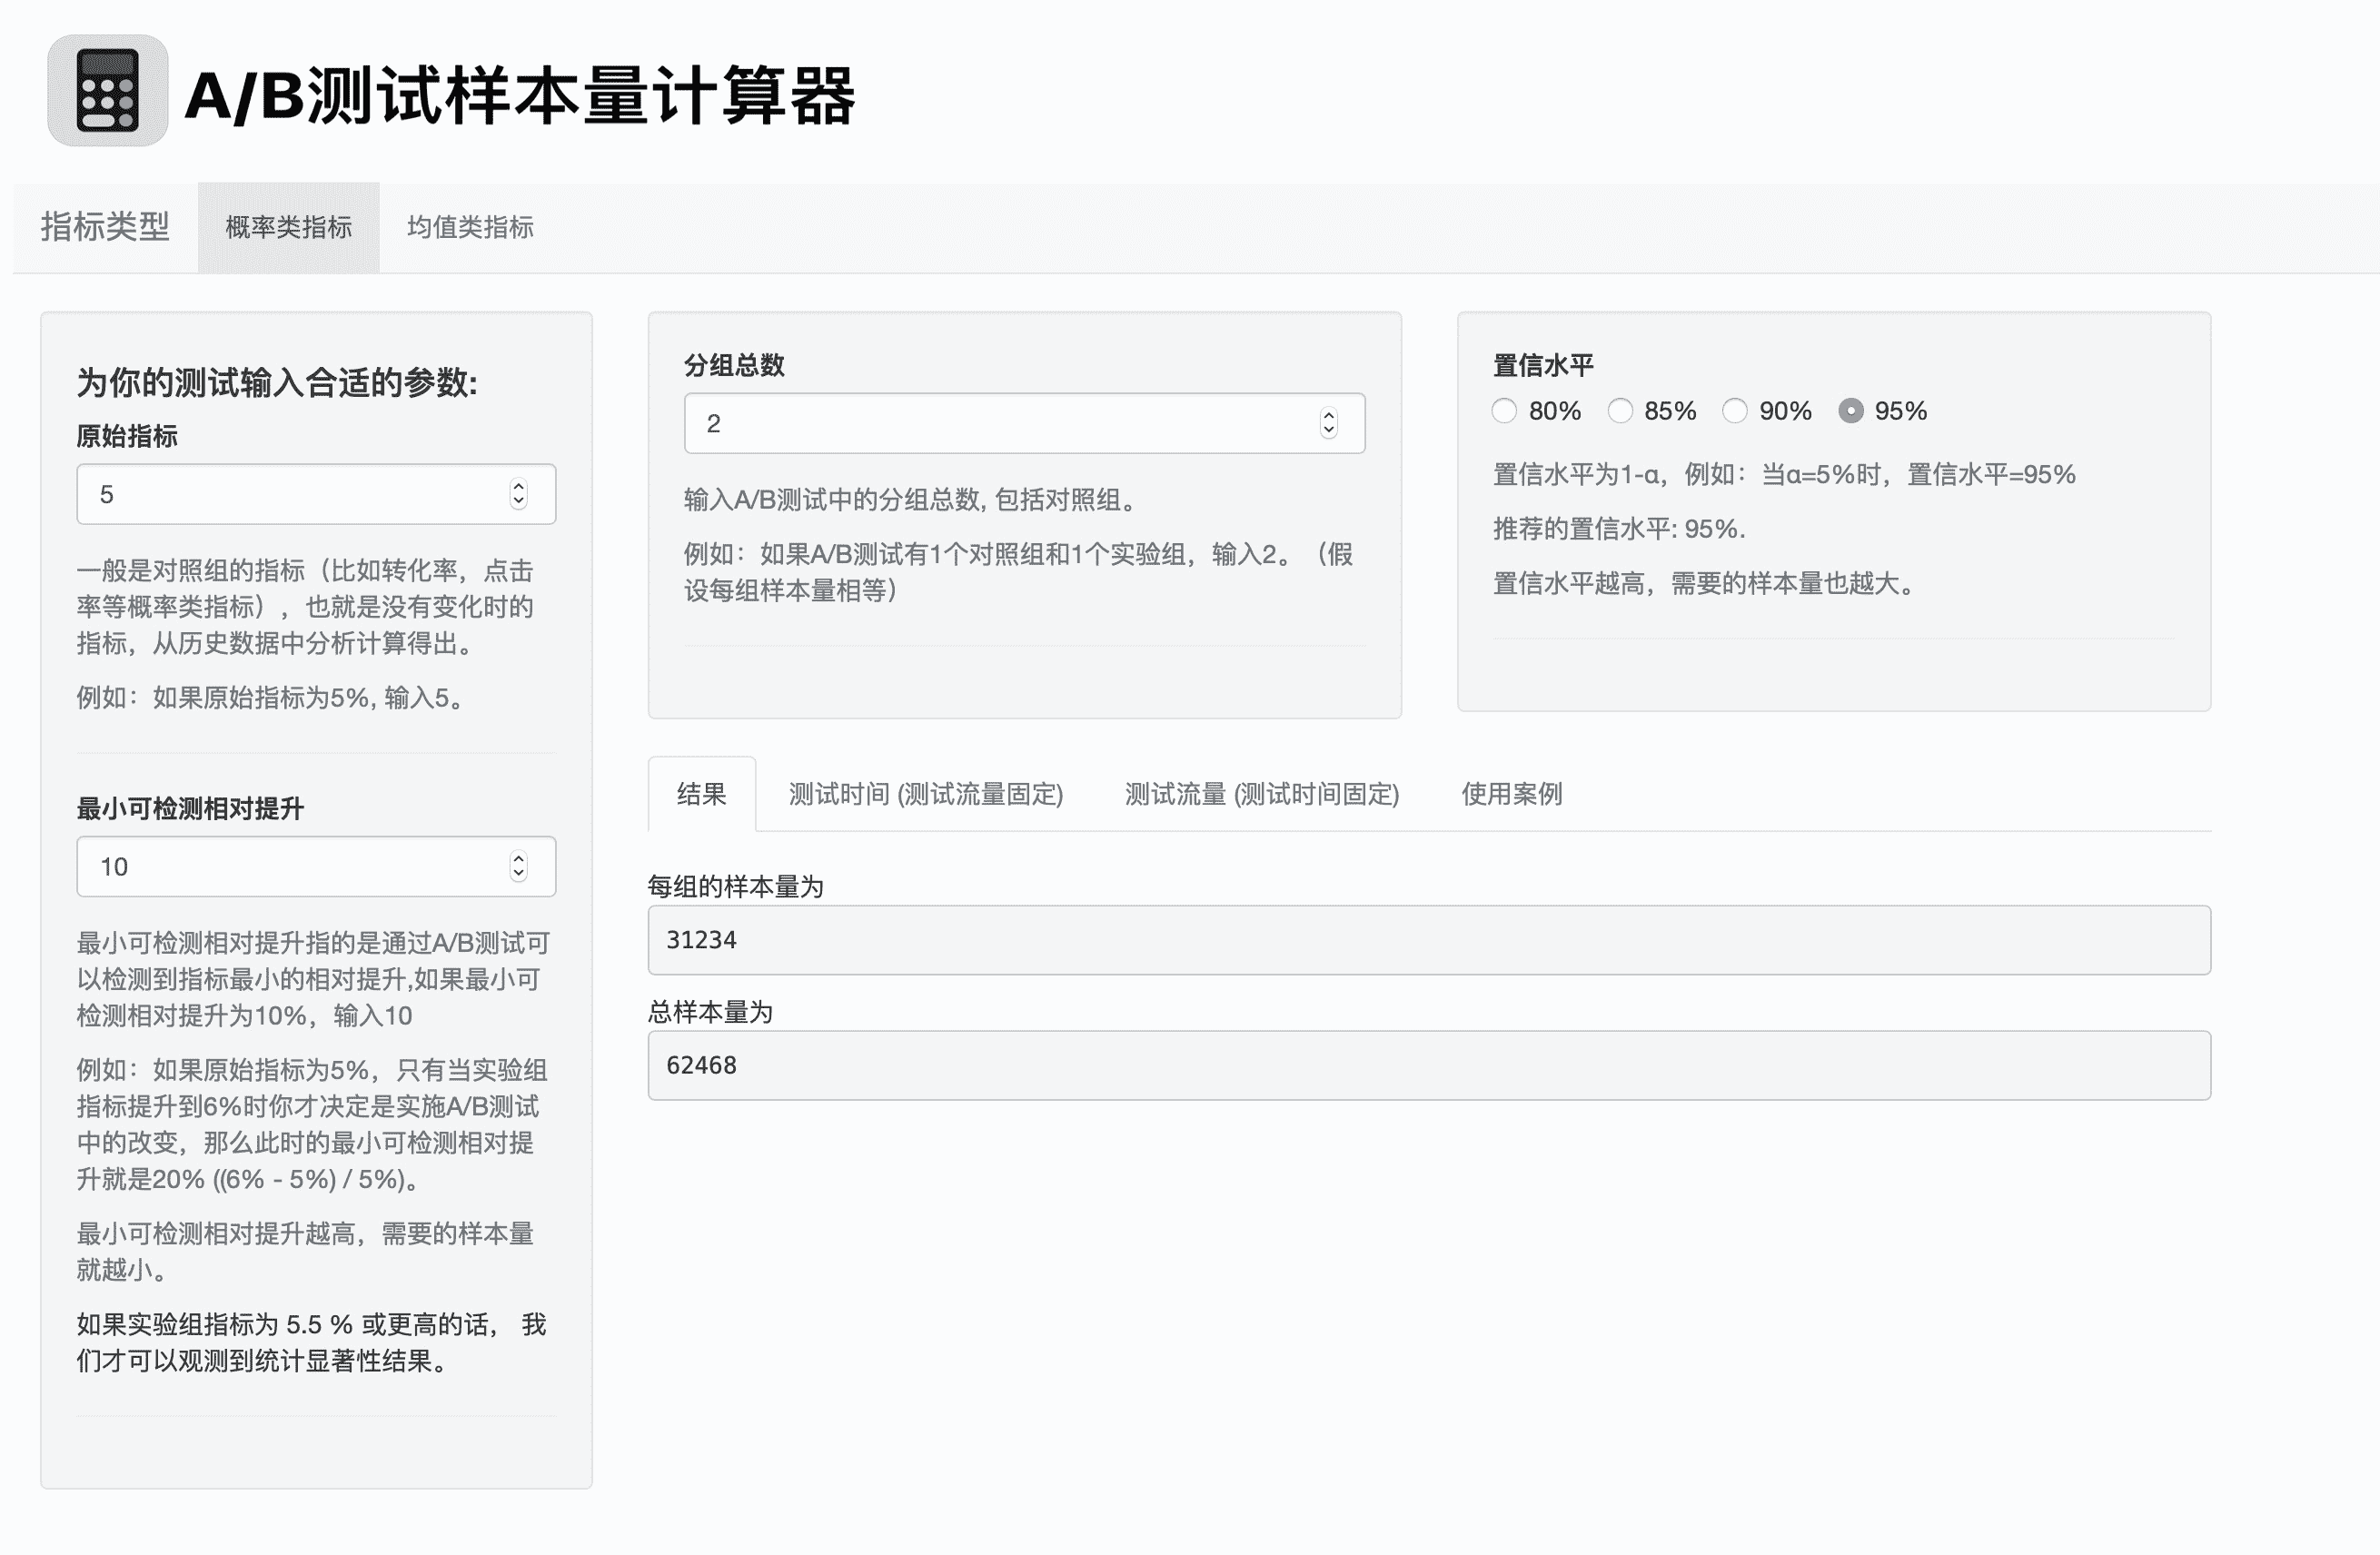 A/B测试样本量计算器
指标类型
概率类指标
均值类指标
为你的测试输入合适的参数:
原始指标
5
一般是对照组的指标（比如转化率，点击
率等概率类指标），也就是没有变化时的
指标，从历史数据中分析计算得出。
例如：如果原始指标为5%, 输入5。
最小可检测相对提升
10
最小可检测相对提升指的是通过A/B测试可
以检测到指标最小的相对提升,如果最小可
检测相对提升为10%，输入10
例如：如果原始指标为5%，只有当实验组
指标提升到6%时你才决定是实施A/B测试
中的改变，那么此时的最小可检测相对提
升就是20% ((6% - 5%) / 5%)。
最小可检测相对提升越高，需要的样本量
就越小。
如果实验组指标为 5.5 % 或更高的话， 我
们才可以观测到统计显著性结果。
分组总数
2
输入A/B测试中的分组总数, 包括对照组。
例如：如果A/B测试有1个对照组和1个实验组，输入2。（假
设每组样本量相等）
置信水平
80%
85%
90%
95%
置信水平为1-α，例如：当α=5%时，置信水平=95%
推荐的置信水平: 95%.
置信水平越高，需要的样本量也越大。
结果
测试时间 (测试流量固定)
测试流量 (测试时间固定)
使用案例
每组的样本量为
31234
总样本量为
62468